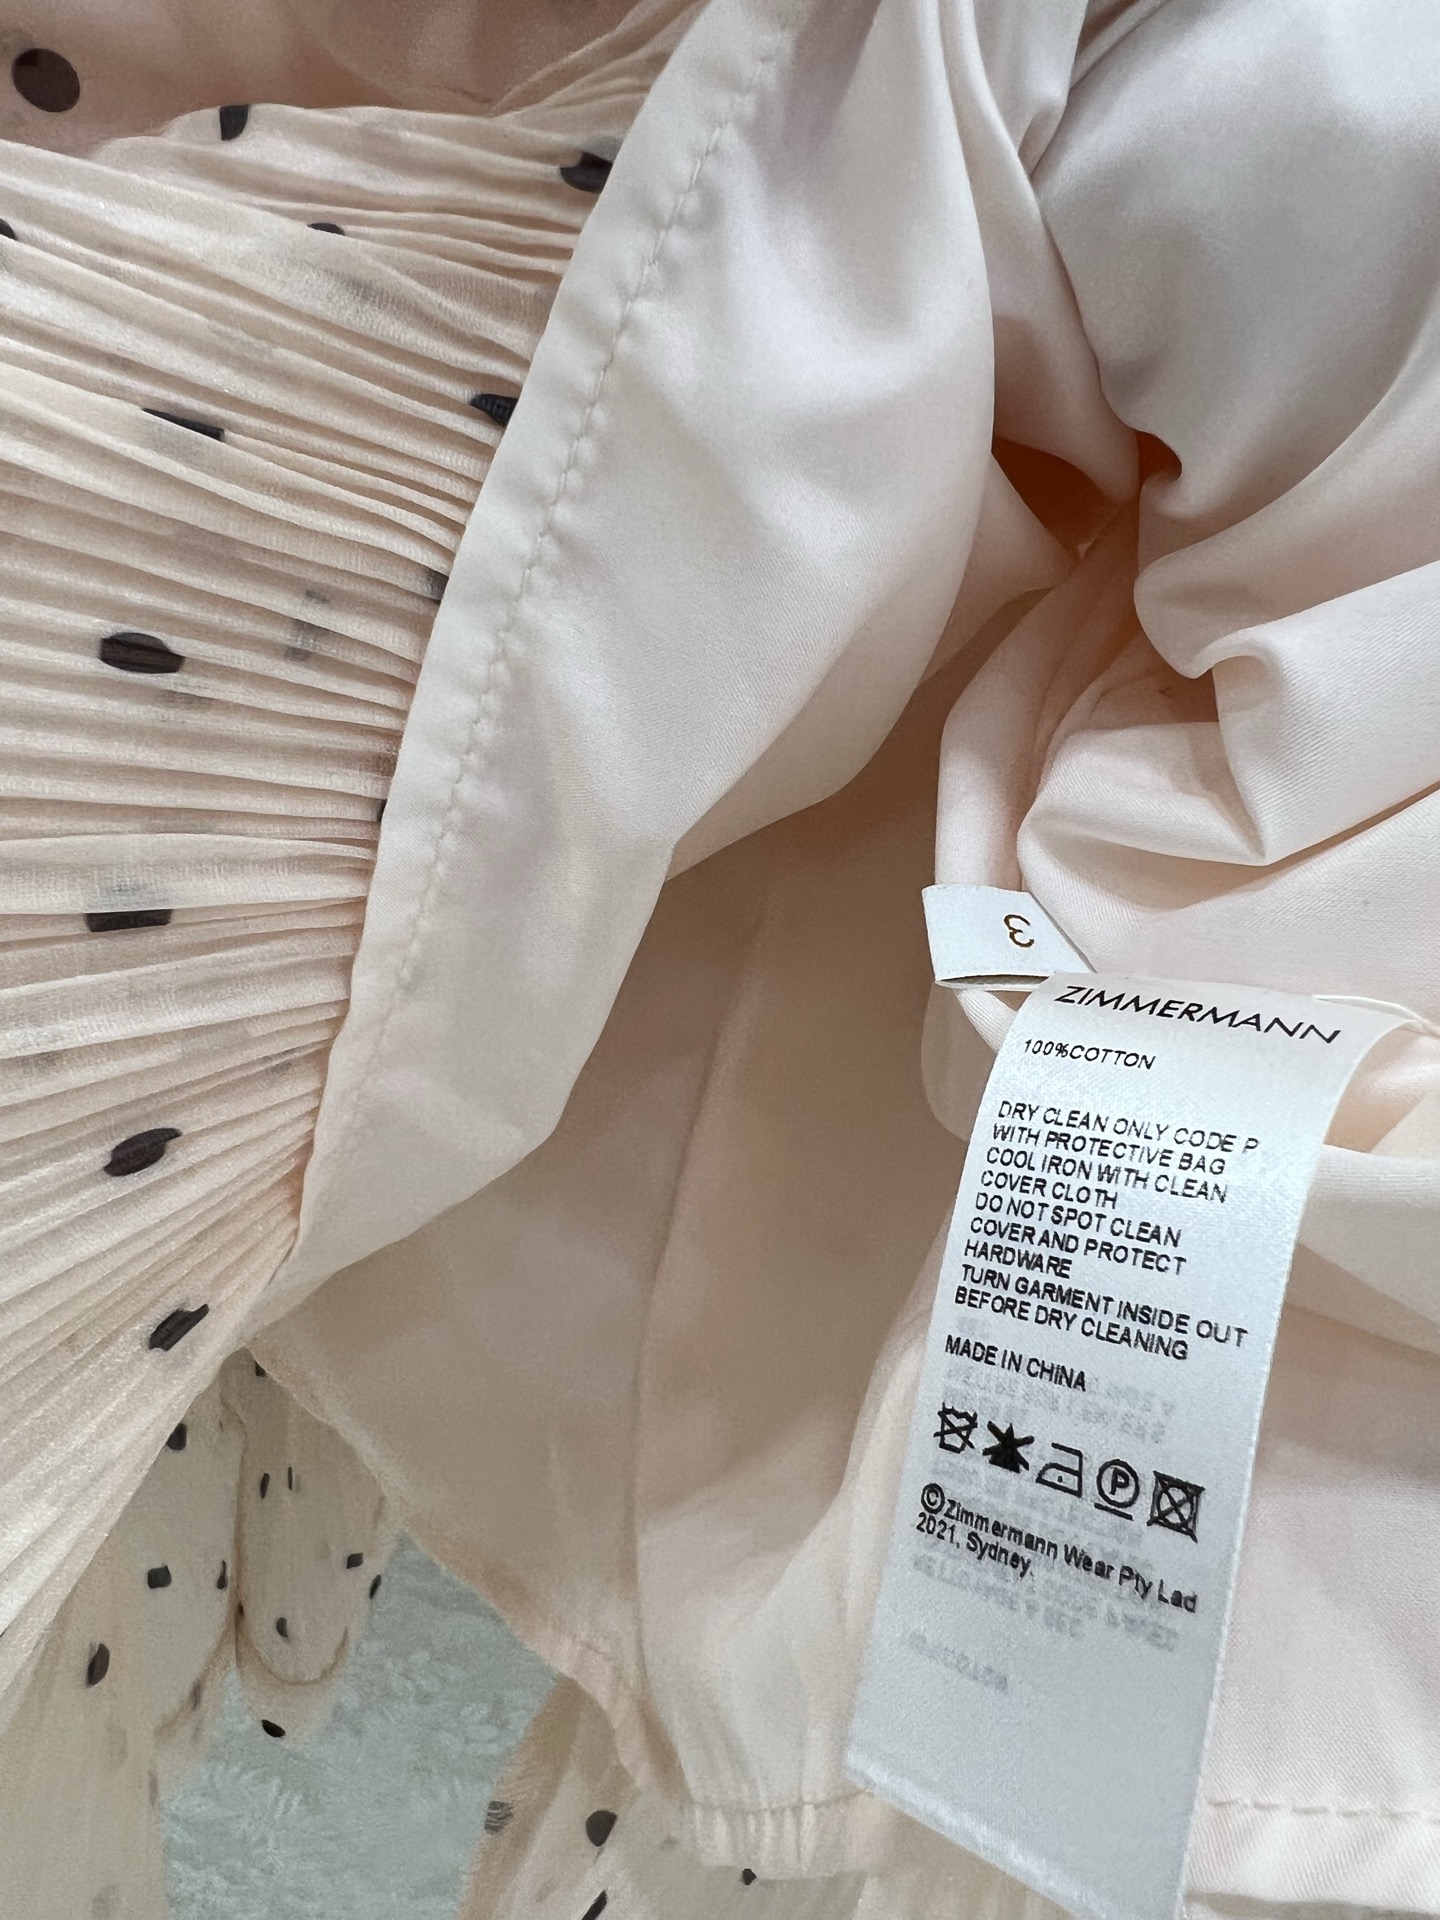 3
ZIMMERMANN
100%COTTON
DRY CLEAN ONLY CODE P
WITH PROTECTIVE BAG
COOL IRON WITH CLEAN
COVER CLOTH
DO NOT SPOT CLEAN
COVER AND PROTECT
HARDWARE
TURN GARMENT INSIDE OUT
BEFORE DRY CLEANING
MADE IN CHINA
P
©Zimmermann Wear Pty Lad
2021, Sydney.